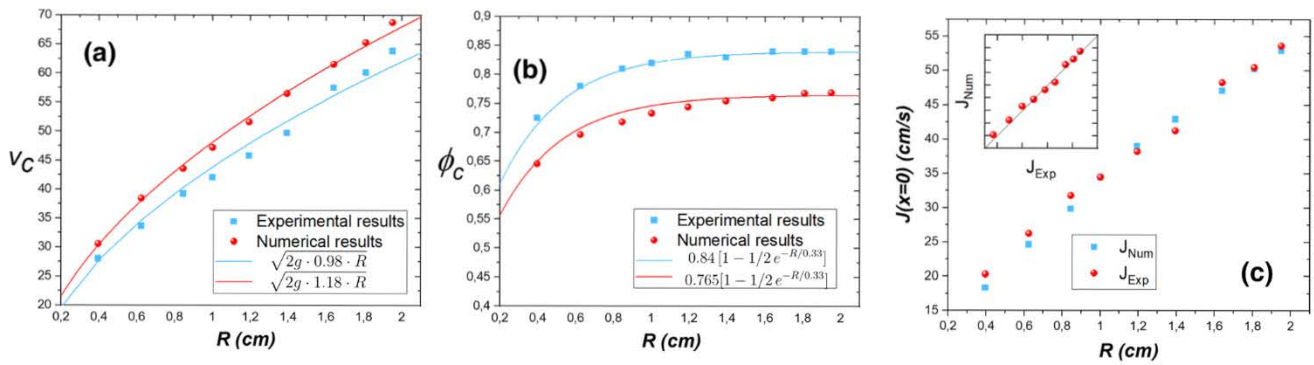 (a)
v_C
70
65
60
55
50
45
40
35
30
25
20
0,2 0,4 0,6 0,8 1 1,2 1,4 1,6 1,8 2
R (cm)
Experimental results
Numerical results
√2g · 0.98 · R
√2g · 1.18 · R
(b)
ϕ_C
0,9
0,85
0,8
0,75
0,7
0,65
0,6
0,55
0,5
0,45
0,4
0,2 0,4 0,6 0,8 1 1,2 1,4 1,6 1,8 2
R (cm)
Experimental results
Numerical results
0.84 [1 − 1/2 e^{−R/0.33}]
0.765[1 − 1/2 e^{−R/0.33}]
(c)
J(x=0) (cm/s)
55
50
45
40
35
30
25
20
15
0,2 0,4 0,6 0,8 1 1,2 1,4 1,6 1,8 2
R (cm)
J_Num
J_Exp
J_Num
J_Exp